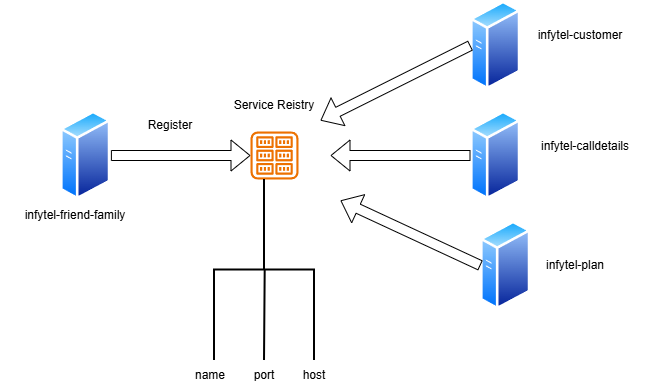 infytel-customer
Service Reistry
Register
infytel-calldetails
infytel-friend-family
infytel-plan
name port host